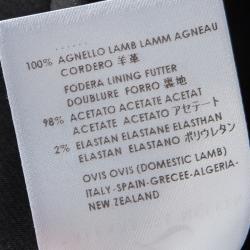 100% AGNELLO LAMB LAMM AGNEAU
CORDERO 羊革
FODERA LINING FUTTER
DOUBLURE FORRO 裏地
98% ACETATO ACETATE ACETAT
ACETATE ACETATO アセテート
2% ELASTAN ELASTANE ELASTHAN
ELASTAN ELASTANO ポリウレタン
OVIS OVIS (DOMESTIC LAMB)
ITALY-SPAIN-GRECEE-ALGERIA-
NEW ZEALAND